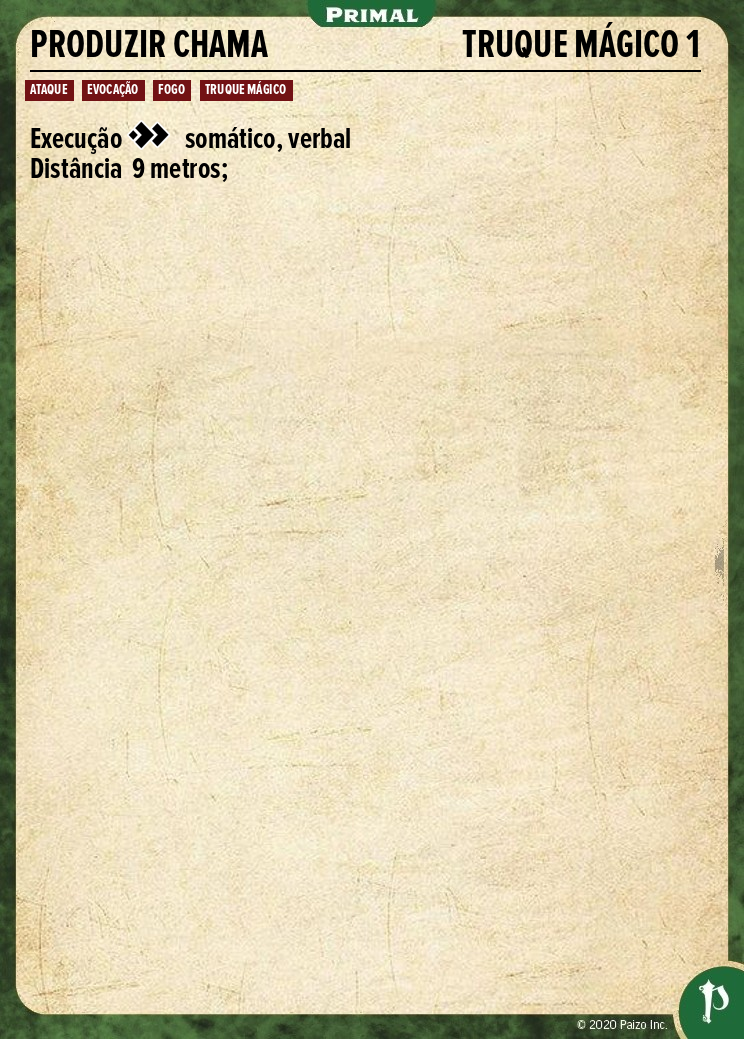 PRIMAL
PRODUZIR CHAMA TRUQUE MÁGICO 1
ATAQUE EVOCAÇÃO FOGO TRUQUE MÁGICO
Execução somático, verbal
Distância 9 metros;
© 2020 Paizo Inc.